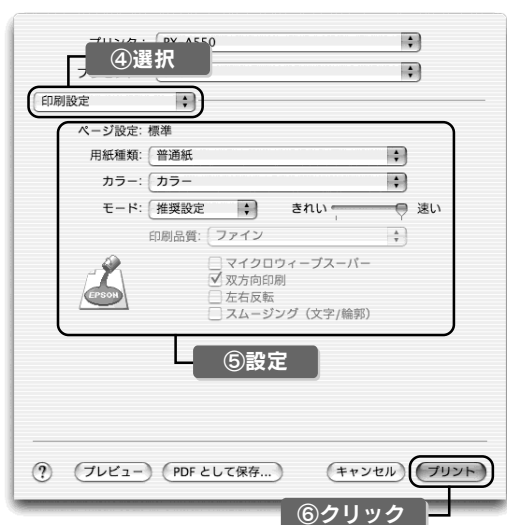 プリンタ: PX-A550
④選択
印刷設定
ページ設定: 標準
用紙種類: 普通紙
カラー: カラー
モード: 推奨設定 きれい 速い
印刷品質: ファイン
マイクロウィーブスーパー
双方向印刷
左右反転
スムージング（文字/輪郭）
EPSON
⑤設定
? プレビュー PDF として保存... キャンセル プリント
⑥クリック